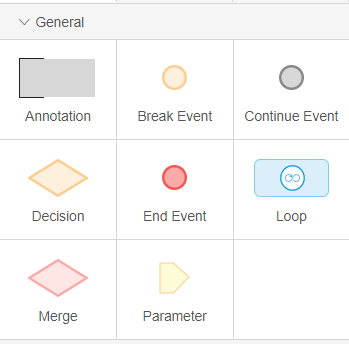 General
Annotation
Break Event
Continue Event
Decision
End Event
Loop
Merge
Parameter